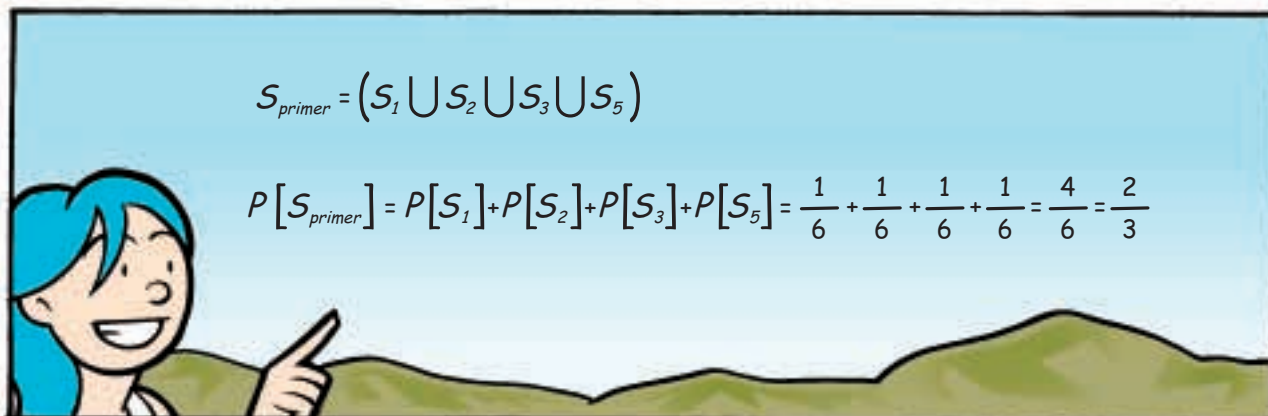 S_primer = (S_1 ⋃ S_2 ⋃ S_3 ⋃ S_5)
P[S_primer] = P[S_1]+P[S_2]+P[S_3]+P[S_5] = 1/6 + 1/6 + 1/6 + 1/6 = 4/6 = 2/3